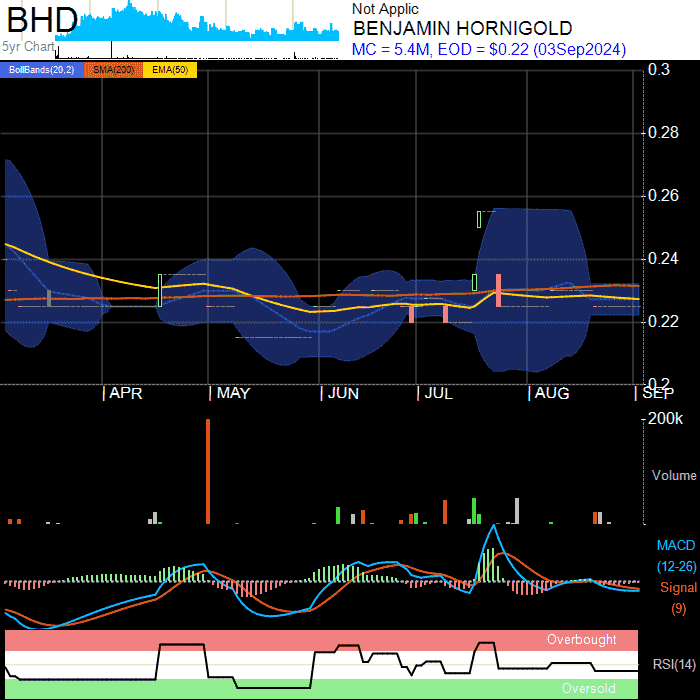 BHD
5yr Chart
Not Applic
BENJAMIN HORNIGOLD
MC = 5.4M, EOD = $0.22 (03Sep2024)
BollBands(20,2) SMA(200) EMA(50)
0.3
0.28
0.26
0.24
0.22
0.2
APR MAY JUN JUL AUG SEP
200k
Volume
MACD
(12-26)
Signal
(9)
Overbought
RSI(14)
Oversold